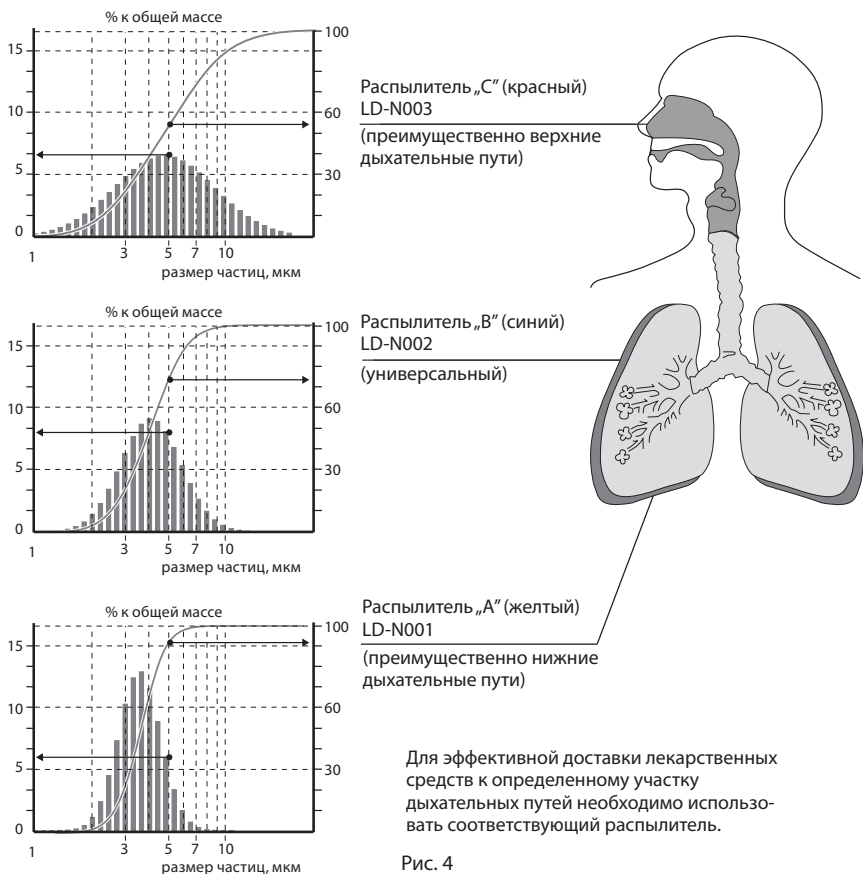 % к общей массе
15
10
5
0
100
60
30
1
3
5
7
10
размер частиц, мкм
Распылитель „C” (красный)
LD-N003
(преимущественно верхние
дыхательные пути)
% к общей массе
15
10
5
0
100
60
30
1
3
5
7
10
размер частиц, мкм
Распылитель „B” (синий)
LD-N002
(универсальный)
% к общей массе
15
10
5
0
100
60
30
1
3
5
7
10
размер частиц, мкм
Распылитель „A” (желтый)
LD-N001
(преимущественно нижние
дыхательные пути)
Для эффективной доставки лекарственных
средств к определенному участку
дыхательных путей необходимо использо-
вать соответствующий распылитель.
Рис. 4